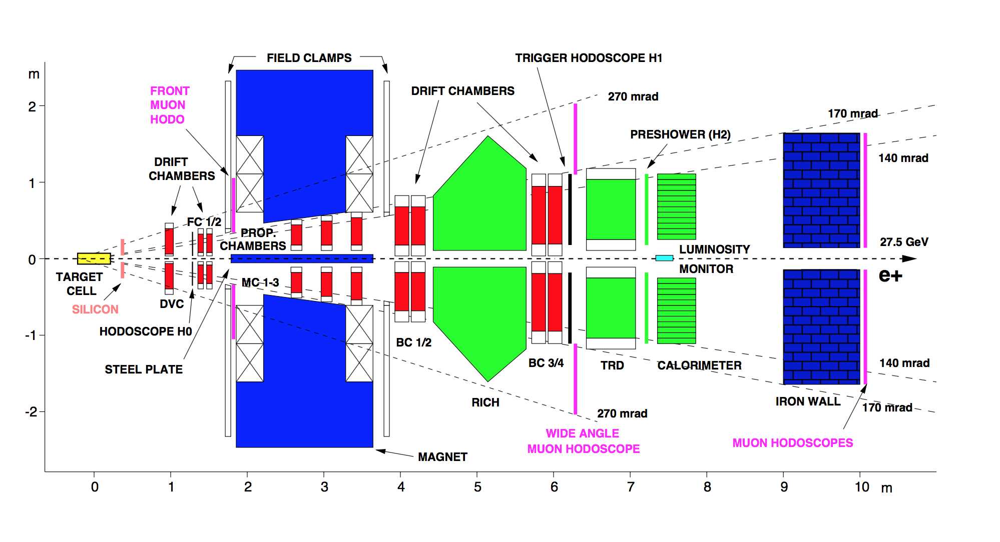 FIELD CLAMPS
TRIGGER HODOSCOPE H1
m
FRONT
MUON
HODO
DRIFT CHAMBERS
270 mrad
2
170 mrad
PRESHOWER (H2)
DRIFT
CHAMBERS
140 mrad
1
FC 1/2
PROP.
CHAMBERS
27.5 GeV
LUMINOSITY
0
MONITOR
e+
TARGET
CELL
MC 1-3
SILICON
DVC
HODOSCOPE H0
-1
BC 1/2
STEEL PLATE
BC 3/4
TRD
CALORIMETER
140 mrad
RICH
IRON WALL
170 mrad
-2
270 mrad
WIDE ANGLE
MUON HODOSCOPE
MUON HODOSCOPES
MAGNET
0 1 2 3 4 5 6 7 8 9 10 m